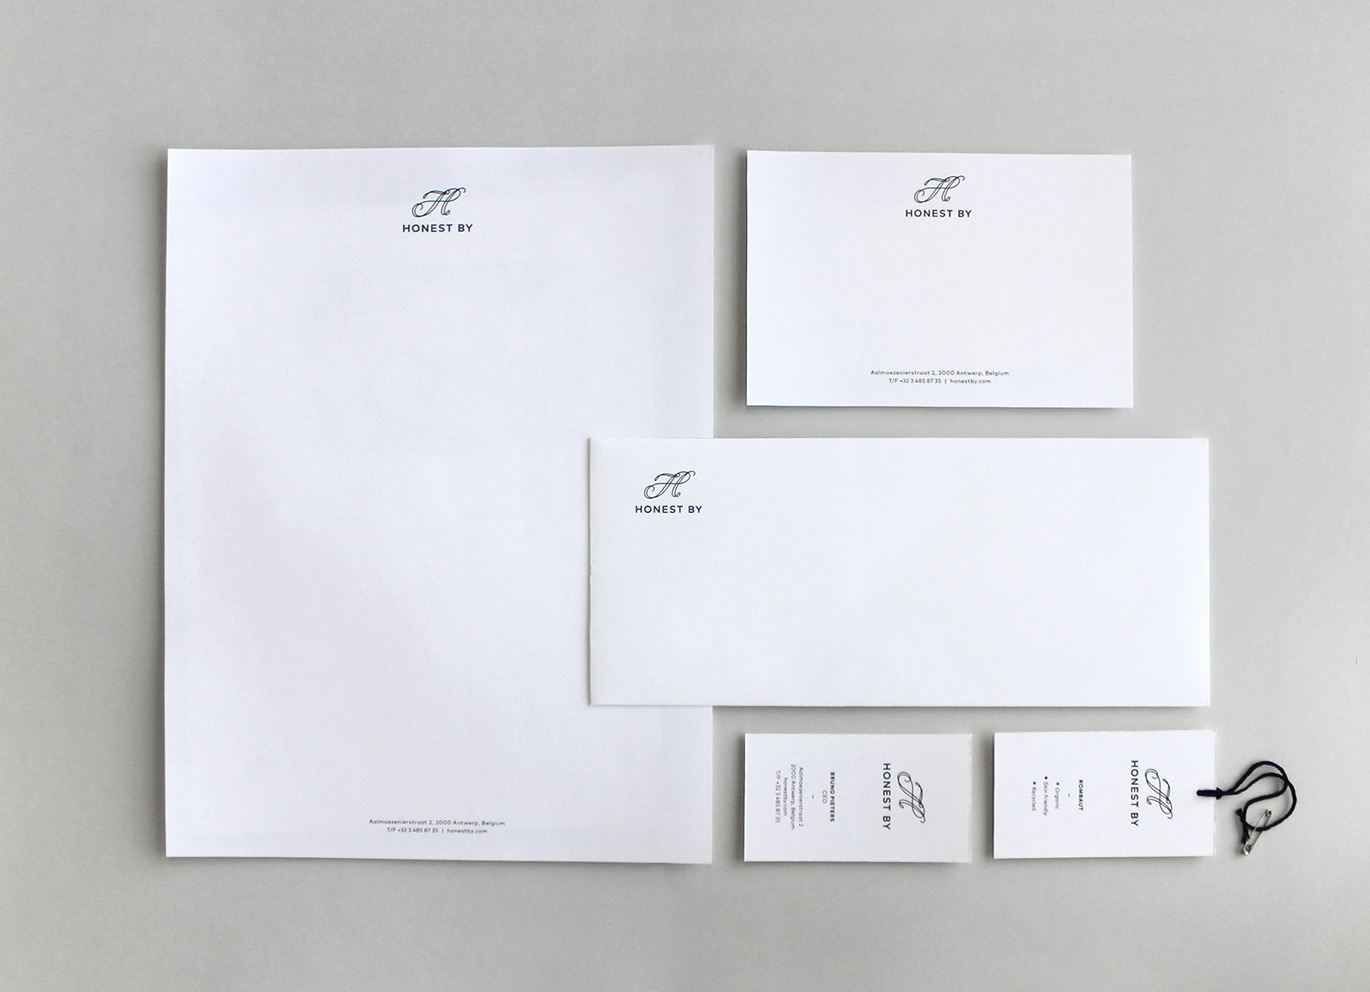 H
HONEST BY
Aalmoezenierstraat 2, 2000 Antwerp, Belgium
T/F +32 3 485 87 35 | honestby.com
H
HONEST BY
Aalmoezenierstraat 2, 2000 Antwerp, Belgium
T/F +32 3 485 87 35 | honestby.com
H
HONEST BY
H
HONEST BY
BRUNO PIETERS
CEO
–
Aalmoezenierstraat 2
2000 Antwerp, Belgium
honestby.com
T/F +32 3 485 87 35
H
HONEST BY
ROMBAUT
–
Organic
Skin friendly
Recycled